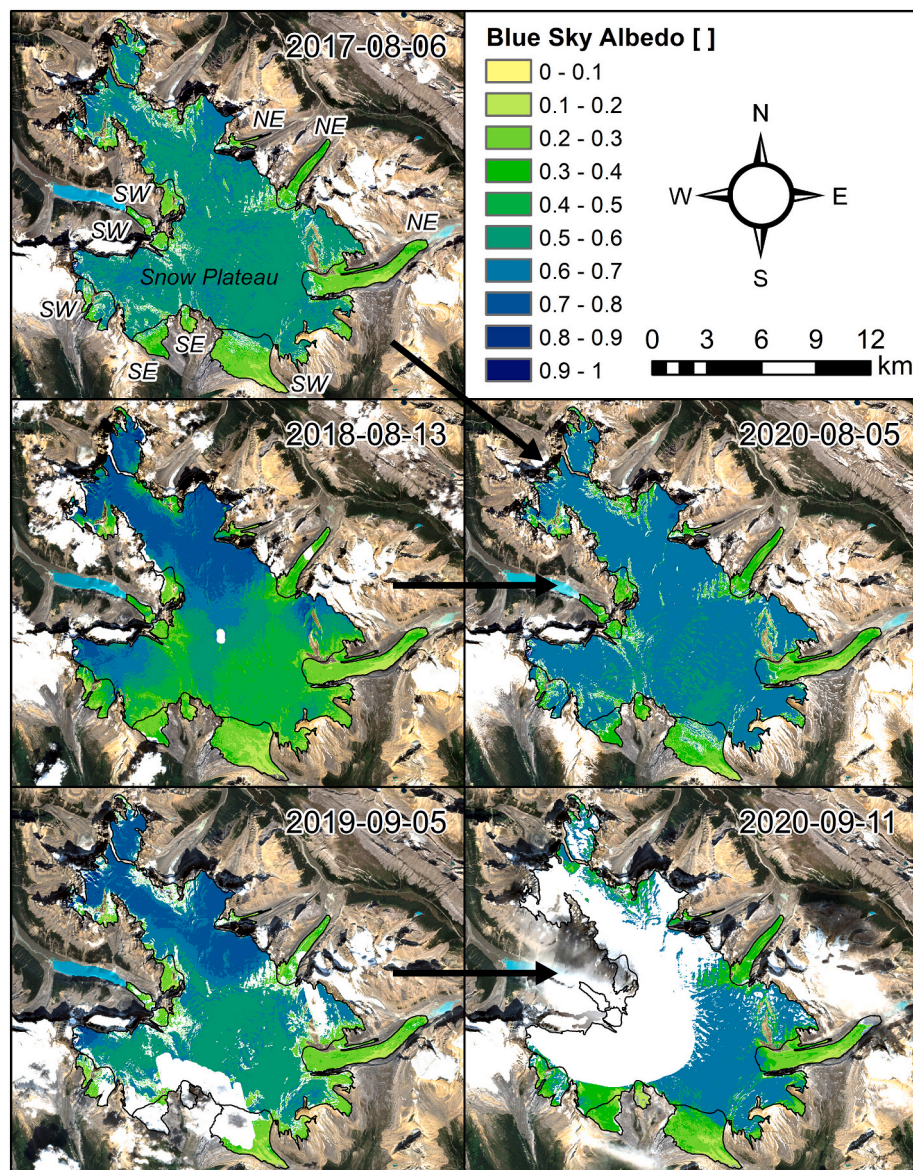 2017-08-06
NE
NE
SW
NE
SW
Snow Plateau
SW
SE
SE
SW
Blue Sky Albedo [ ]
0 - 0.1
0.1 - 0.2
0.2 - 0.3
0.3 - 0.4
0.4 - 0.5
0.5 - 0.6
0.6 - 0.7
0.7 - 0.8
0.8 - 0.9
0.9 - 1
N
W E
S
0 3 6 9 12
km
2018-08-13
2020-08-05
2019-09-05
2020-09-11